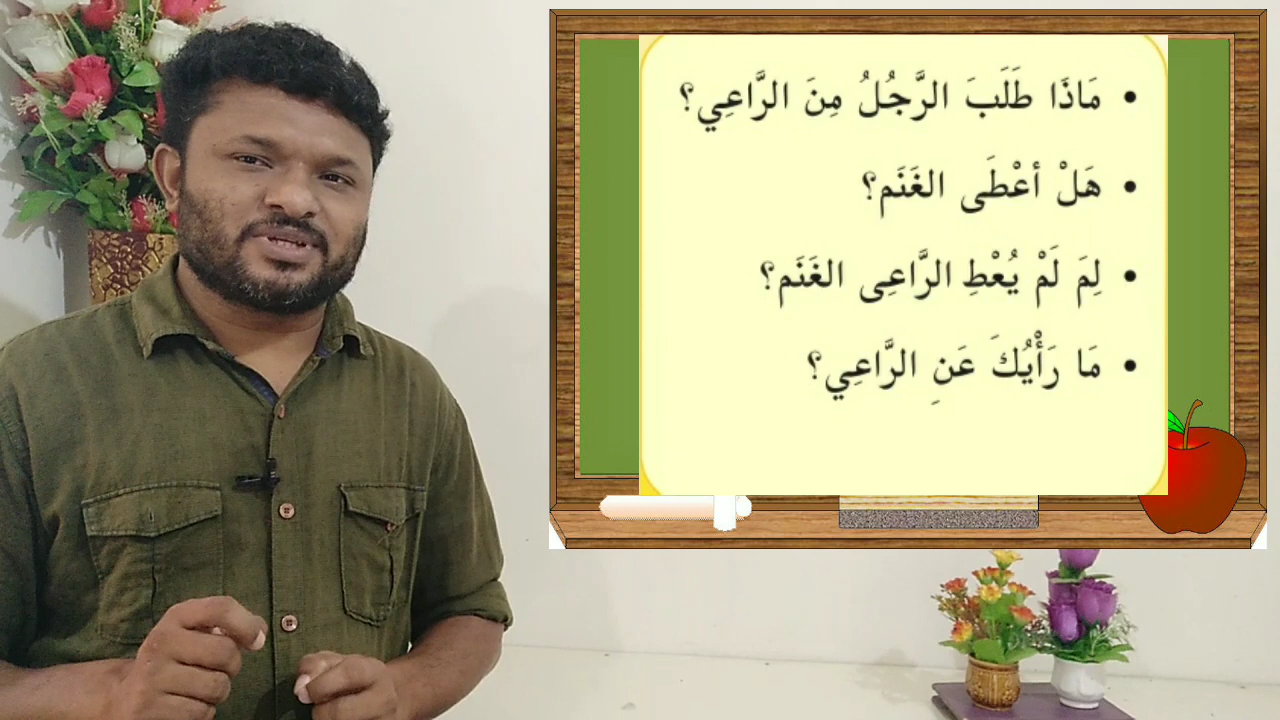 • مَاذَا طَلَبَ الرَّجُلُ مِنَ الرَّاعِي؟
• هَلْ أعْطَى الغَنَم؟
• لِمَ لَمْ يُعْطِ الرَّاعِى الغَنَم؟
• مَا رَأْيُكَ عَنِ الرَّاعِي؟